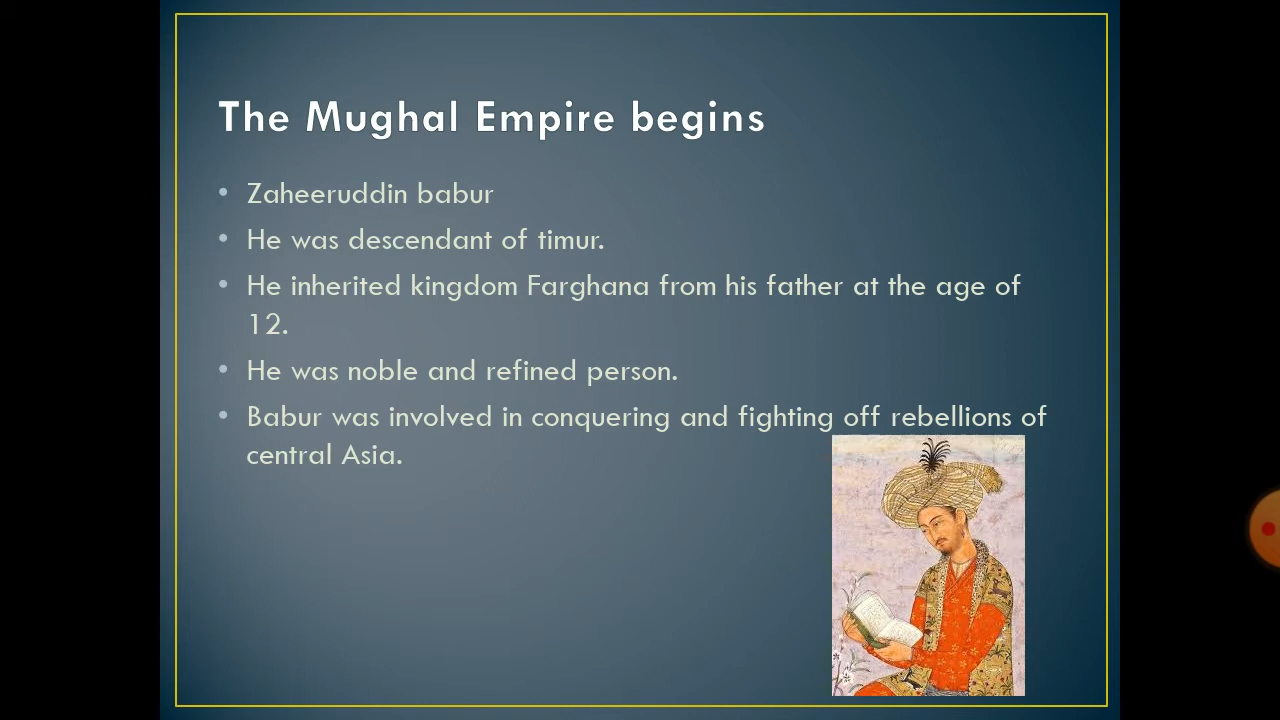 The Mughal Empire begins
• Zaheeruddin babur
• He was descendant of timur.
• He inherited kingdom Farghana from his father at the age of
12.
• He was noble and refined person.
• Babur was involved in conquering and fighting off rebellions of
central Asia.